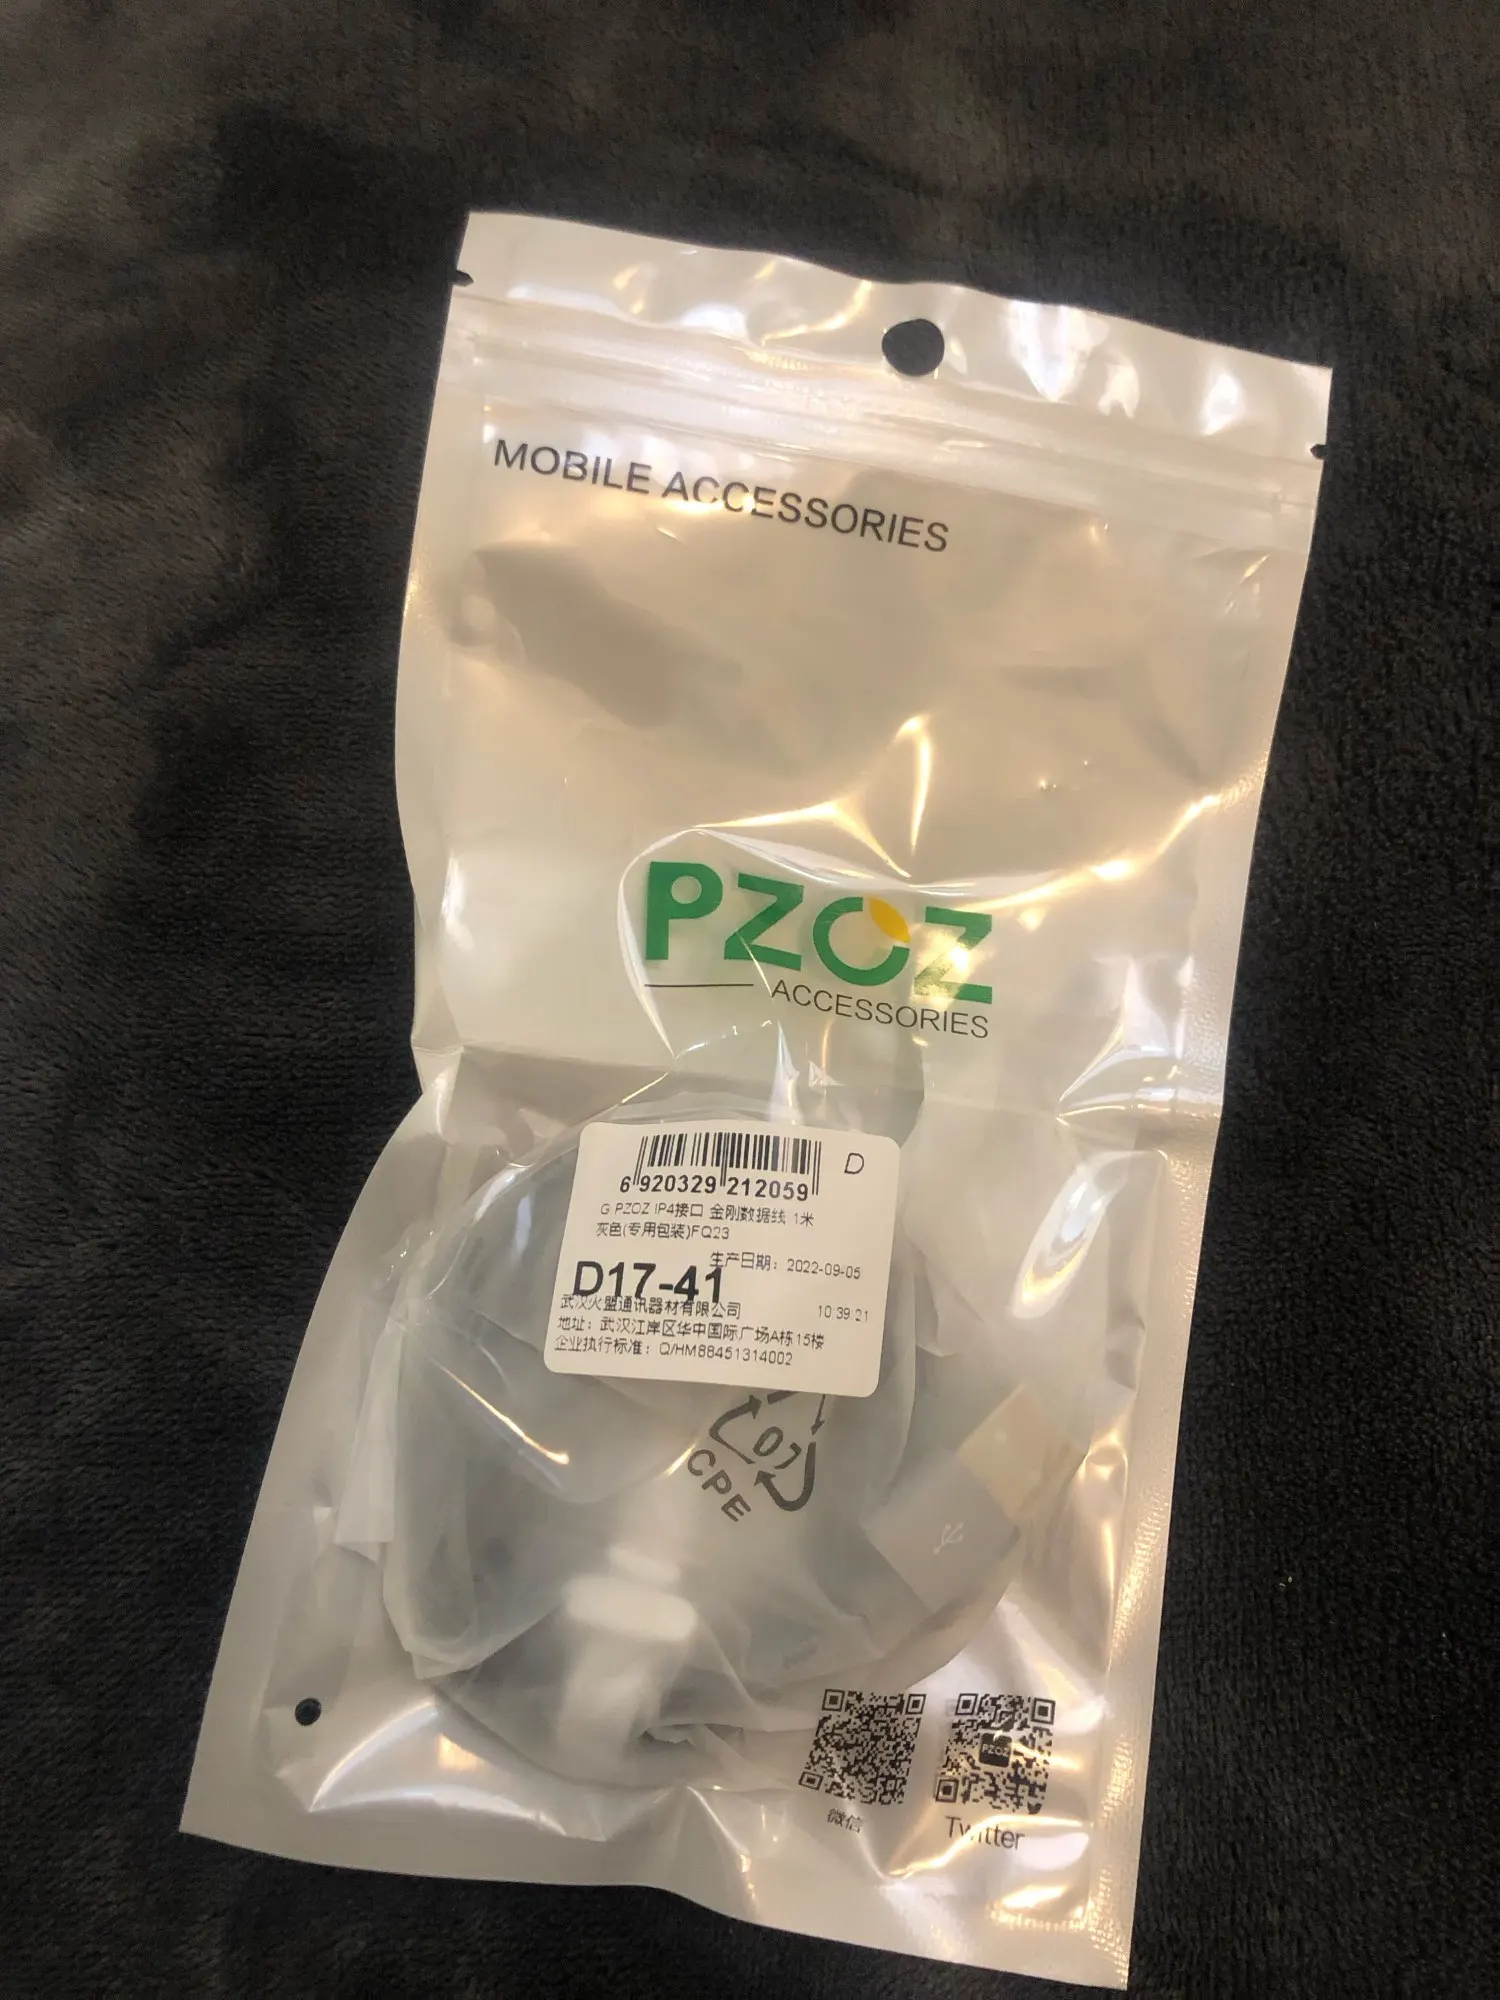 MOBILE ACCESSORIES
PZOZ
ACCESSORIES
D
6 920329 212059
G PZOZ IP4接口 金刚数据线 1米
灰色(专用包装)FQ23
生产日期：2022-09-05
D17-41
武汉火盟通讯器材有限公司 10:39:21
地址：武汉江岸区华中国际广场A栋15楼
企业执行标准：Q/HM88451314002
07
CPE
PZOZ
微信
Twitter